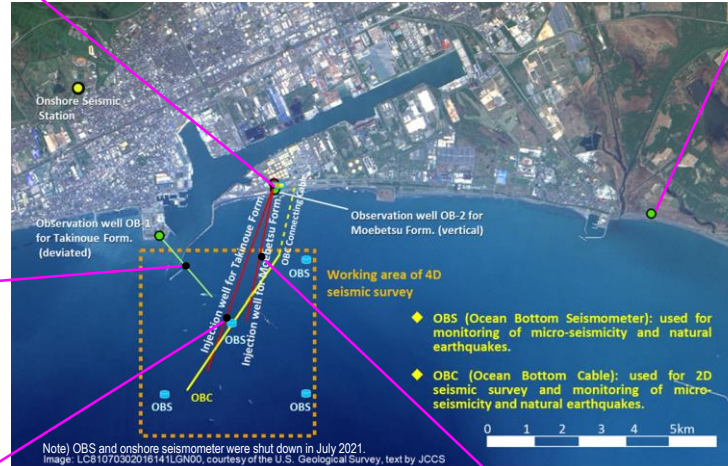 Onshore Seismic
Station
Observation well OB-1
for Takinoue Form.
(deviated)
Injection well for Takinoue Form.
Injection well for Moebetsu Form.
OBC Connecting Cable
Observation well OB-2 for
Moebetsu Form. (vertical)
OBS
Working area of 4D
seismic survey
OBS
OBC
OBS
OBS
◆ OBS (Ocean Bottom Seismometer): used for
monitoring of micro-seismicity and natural
earthquakes.
◆ OBC (Ocean Bottom Cable): used for 2D
seismic survey and monitoring of micro-
seismicity and natural earthquakes.
0 1 2 3 4 5km
Note) OBS and onshore seismometer were shut down in July 2021.
Image: LC81070302016141LGN00, courtesy of the U.S. Geological Survey, text by JCCS